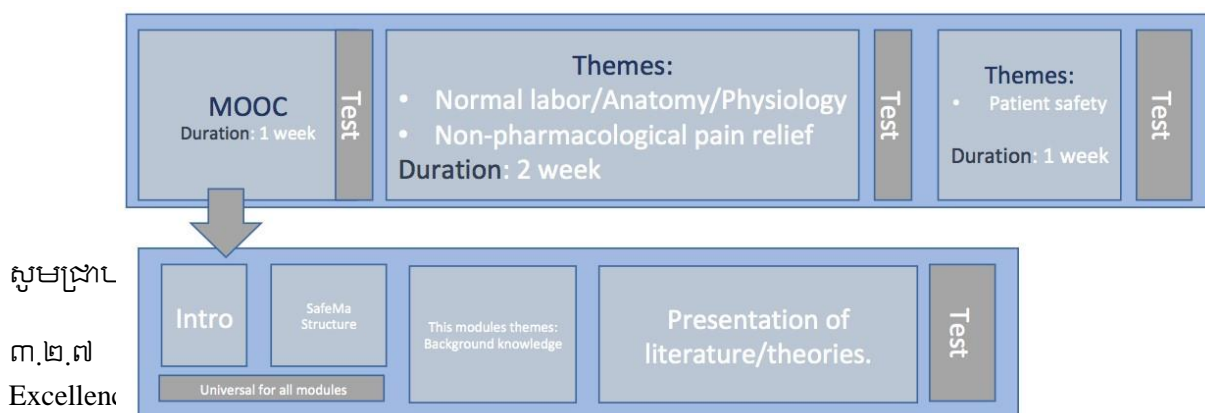 MOOC
Duration: 1 week
Test
Themes:
• Normal labor/Anatomy/Physiology
• Non-pharmacological pain relief
Duration: 2 week
Test
Themes:
• Patient safety
Duration: 1 week
Test
Intro
SafeMa
Structure
Universal for all modules
This modules themes:
Background knowledge
Presentation of
literature/theories.
Test
៣.២.៧